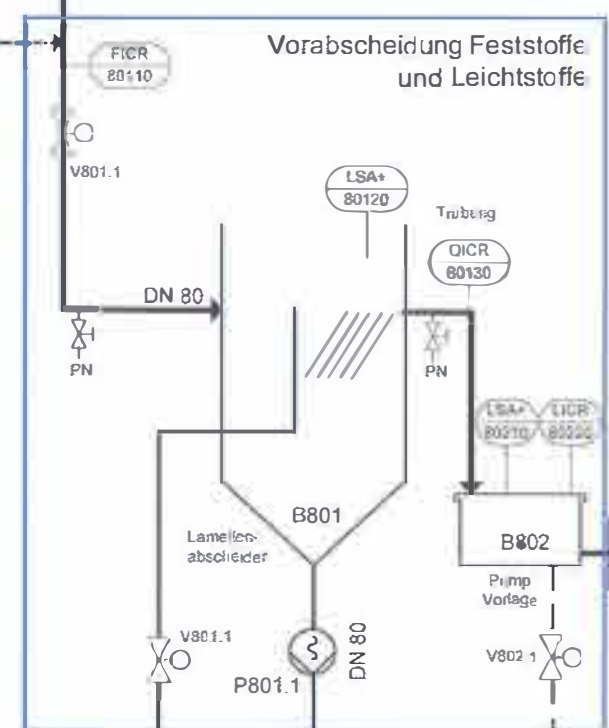 Vorabscheidung Feststoffe
und Leichtstoffe
FICR
80110
V801.1
LSA+
80120
Trübung
QICR
80130
DN 80
PN
PN
LSA+
80210
LICR
80220
B801
Lamellen-
abscheider
B802
Pump
Vorlage
V801.1
DN 80
V802.1
P801.1